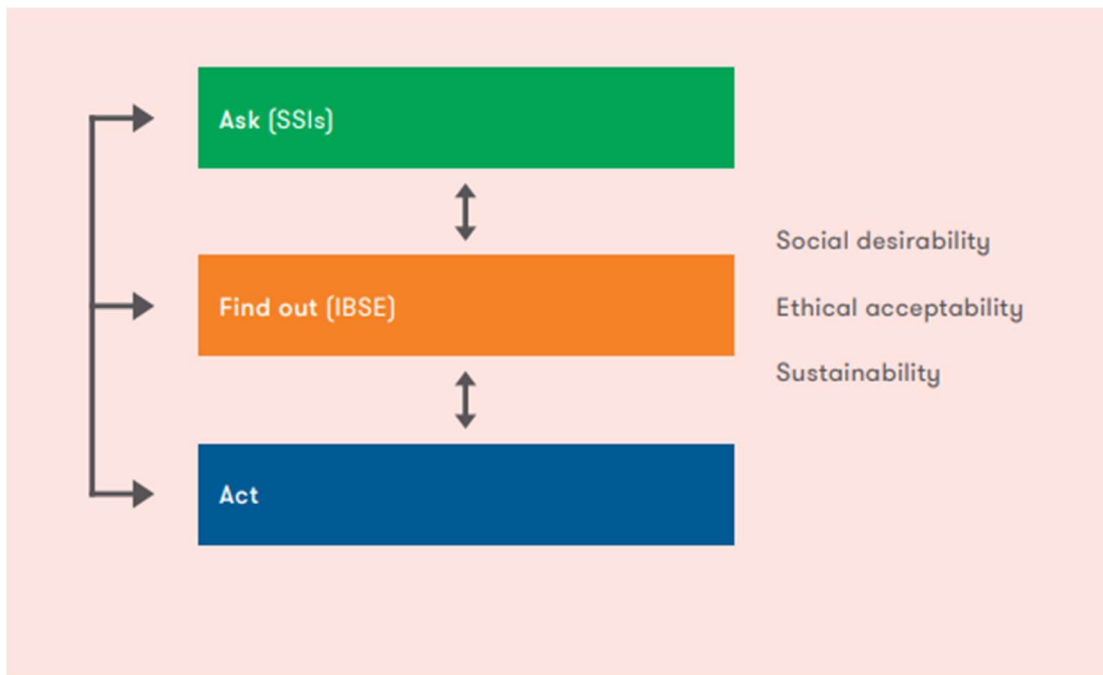 Ask (SSIs)
Social desirability
Find out (IBSE)
Ethical acceptability
Sustainability
Act